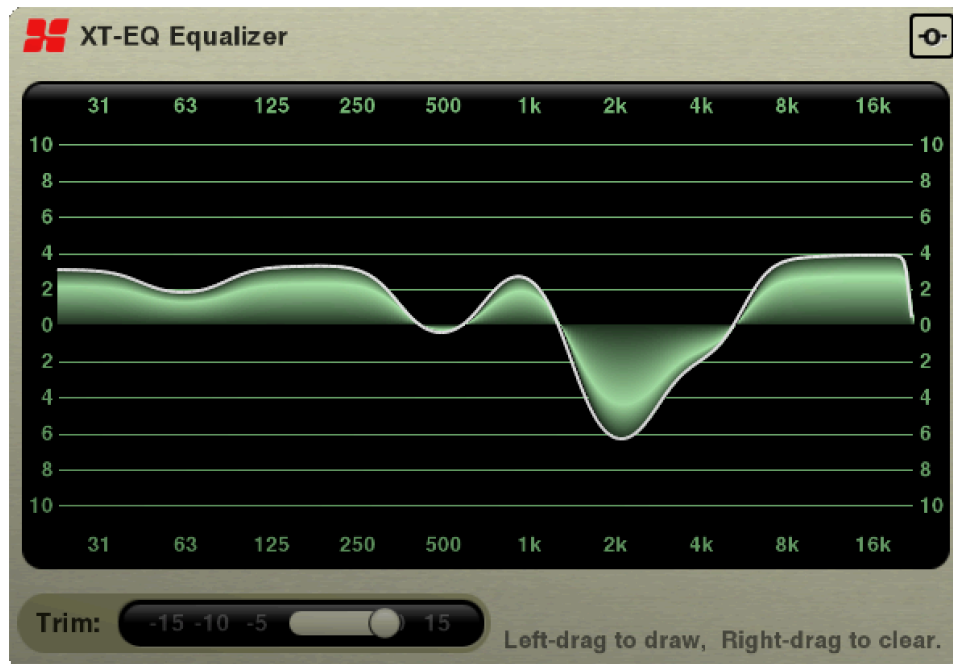 XT-EQ Equalizer -O-
31 63 125 250 500 1k 2k 4k 8k 16k
10 10
8 8
6 6
4 4
2 2
0 0
2 2
4 4
6 6
8 8
10 10
31 63 125 250 500 1k 2k 4k 8k 16k
Trim: -15 -10 -5 15
Left-drag to draw, Right-drag to clear.